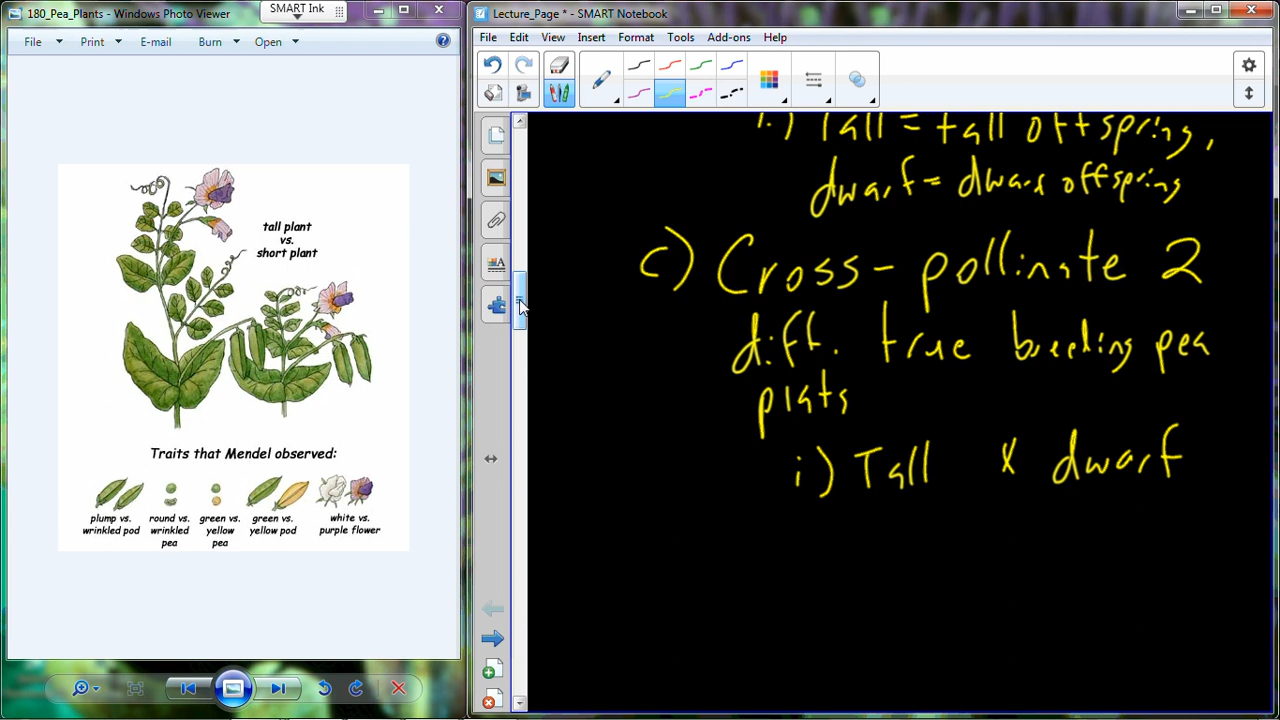 180_Pea_Plants - Windows Photo Viewer
SMART Ink
File Print E-mail Burn Open
tall plant
vs.
short plant
Traits that Mendel observed:
plump vs.
wrinkled pod
round vs.
wrinkled
pea
green vs.
yellow
pea
green vs.
yellow pod
white vs.
purple flower
Lecture_Page * - SMART Notebook
File Edit View Insert Format Tools Add-ons Help
i.) Tall = tall offspring,
dwarf = dwarf offspring
c) Cross-pollinate 2
diff. true breeding pea
plats
i) Tall x dwarf